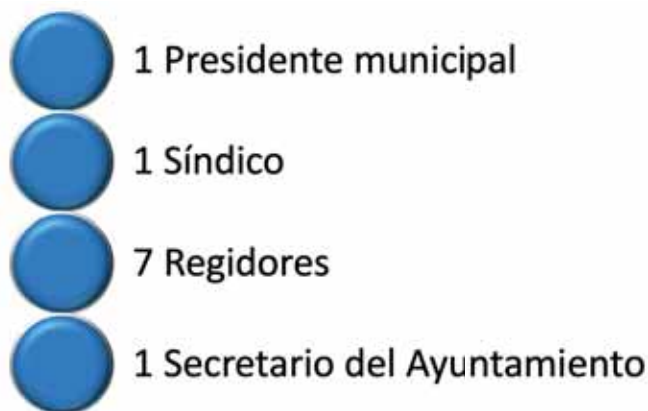 1 Presidente municipal
1 Síndico
7 Regidores
1 Secretario del Ayuntamiento